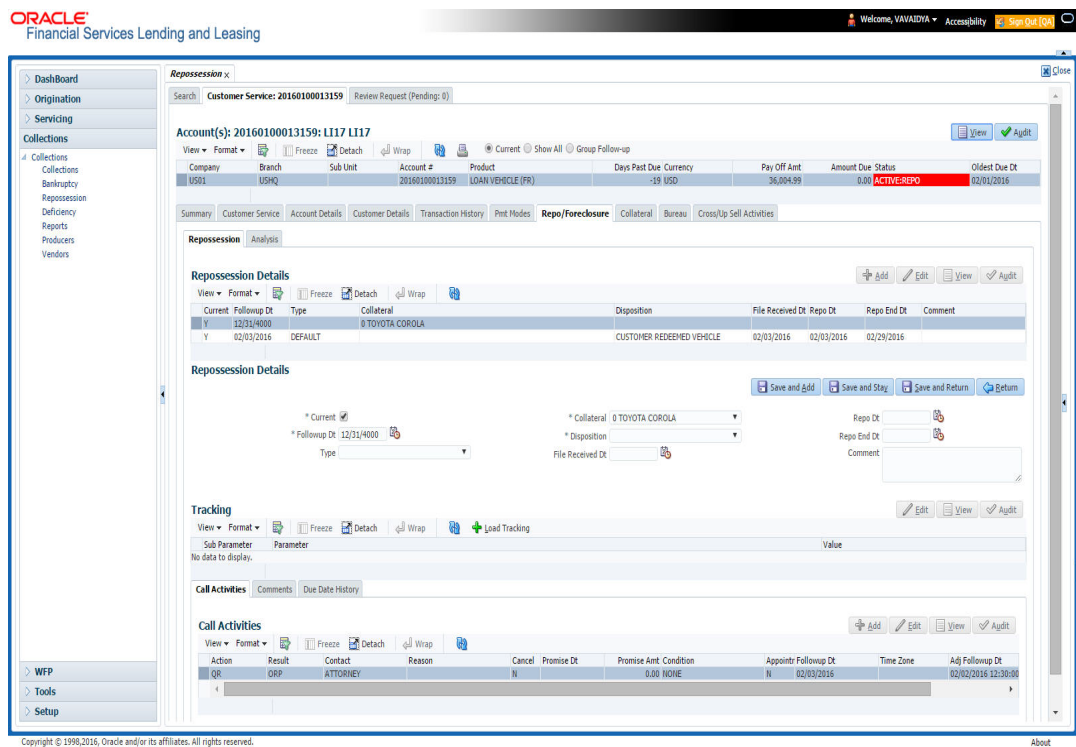 ORACLE®
Financial Services Lending and Leasing
Welcome, VAVAIDYA Accessibility Sign Out [QA]
Close
DashBoard
Origination
Servicing
Collections
Collections
Collections
Bankruptcy
Repossession
Deficiency
Reports
Producers
Vendors
WFP
Tools
Setup
Repossession x
Search Customer Service: 20160100013159 Review Request (Pending: 0)
Account(s): 20160100013159: LI17 LI17
View Audit
View Format Freeze Detach Wrap Current Show All Group Follow-up
Company Branch Sub Unit Account # Product Days Past Due Currency Pay Off Amt Amount Due Status Oldest Due Dt
US01 USHQ 20160100013159 LOAN VEHICLE (FR) -19 USD 36,004.99 0.00 ACTIVE:REPO 02/01/2016
Summary Customer Service Account Details Customer Details Transaction History Pmt Modes Repo/Foreclosure Collateral Bureau Cross/Up Sell Activities
Repossession Analysis
Repossession Details
Add Edit View Audit
View Format Freeze Detach Wrap
Current Followup Dt Type Collateral Disposition File Received Dt Repo Dt Repo End Dt Comment
Y 12/31/4000 0 TOYOTA COROLA
Y 02/03/2016 DEFAULT CUSTOMER REDEEMED VEHICLE 02/03/2016 02/03/2016 02/29/2016
Repossession Details
Save and Add Save and Stay Save and Return Return
* Current * Collateral 0 TOYOTA COROLA Repo Dt
* Followup Dt 12/31/4000 * Disposition Repo End Dt
Type File Received Dt Comment
Tracking
Edit View Audit
View Format Freeze Detach Wrap Load Tracking
Sub Parameter Parameter Value
No data to display.
Call Activities Comments Due Date History
Call Activities
Add Edit View Audit
View Format Freeze Detach Wrap
Action Result Contact Reason Cancel Promise Dt Promise Amt Condition Appointr Followup Dt Time Zone Adj Followup Dt
QR ORP ATTORNEY N 0.00 NONE N 02/03/2016 02/02/2016 12:30:00
Copyright © 1998,2016, Oracle and/or its affiliates. All rights reserved.
About